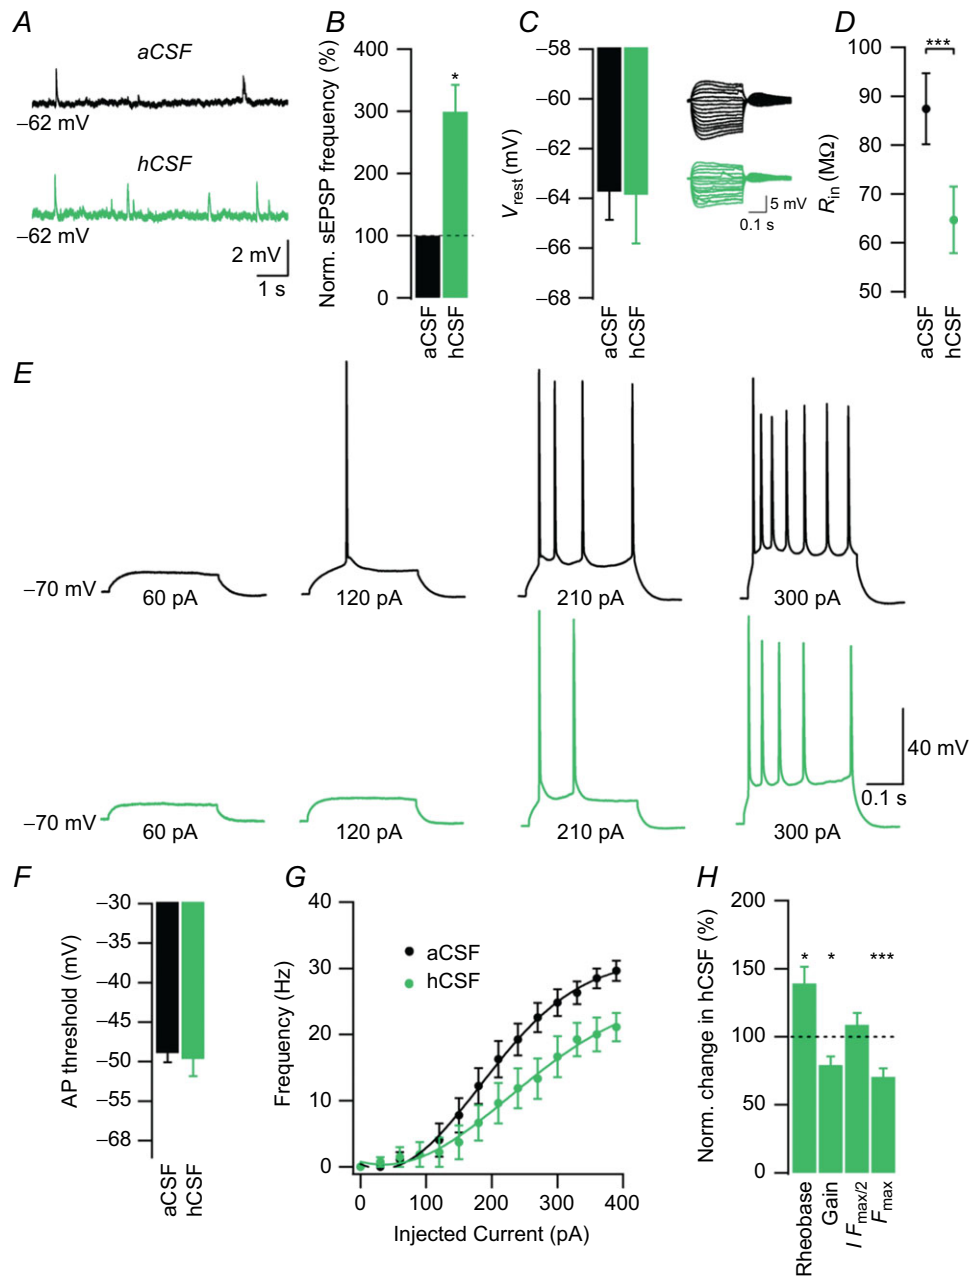 A
aCSF
−62 mV
hCSF
−62 mV
2 mV
1 s
B
Norm. sEPSP frequency (%)
400
300
200
100
0
*
aCSF
hCSF
C
Vrest (mV)
−58
−60
−62
−64
−66
−68
aCSF
hCSF
5 mV
0.1 s
D
Rin (MΩ)
100
90
80
70
60
50
***
aCSF
hCSF
E
−70 mV
60 pA
120 pA
210 pA
300 pA
−70 mV
60 pA
120 pA
210 pA
300 pA
40 mV
0.1 s
F
AP threshold (mV)
−30
−35
−40
−45
−50
−55
−68
aCSF
hCSF
G
Frequency (Hz)
40
30
20
10
0
aCSF
hCSF
0 100 200 300 400
Injected Current (pA)
H
Norm. change in hCSF (%)
200
150
100
50
0
* * ***
Rheobase
Gain
I Fmax/2
Fmax